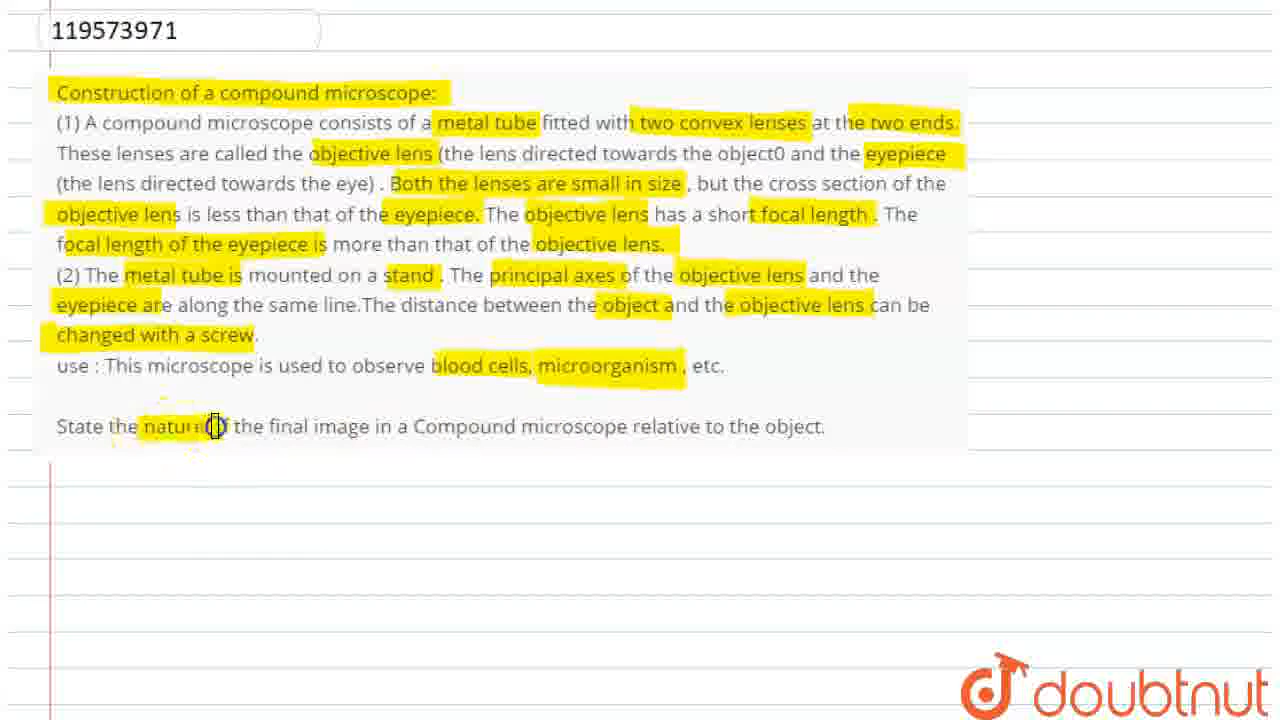 119573971
Construction of a compound microscope:
(1) A compound microscope consists of a metal tube fitted with two convex lenses at the two ends.
These lenses are called the objective lens (the lens directed towards the object0 and the eyepiece
(the lens directed towards the eye) . Both the lenses are small in size , but the cross section of the
objective lens is less than that of the eyepiece. The objective lens has a short focal length . The
focal length of the eyepiece is more than that of the objective lens.
(2) The metal tube is mounted on a stand . The principal axes of the objective lens and the
eyepiece are along the same line.The distance between the object and the objective lens can be
changed with a screw.
use : This microscope is used to observe blood cells, microorganism , etc.
State the nature of the final image in a Compound microscope relative to the object.
doubtnut